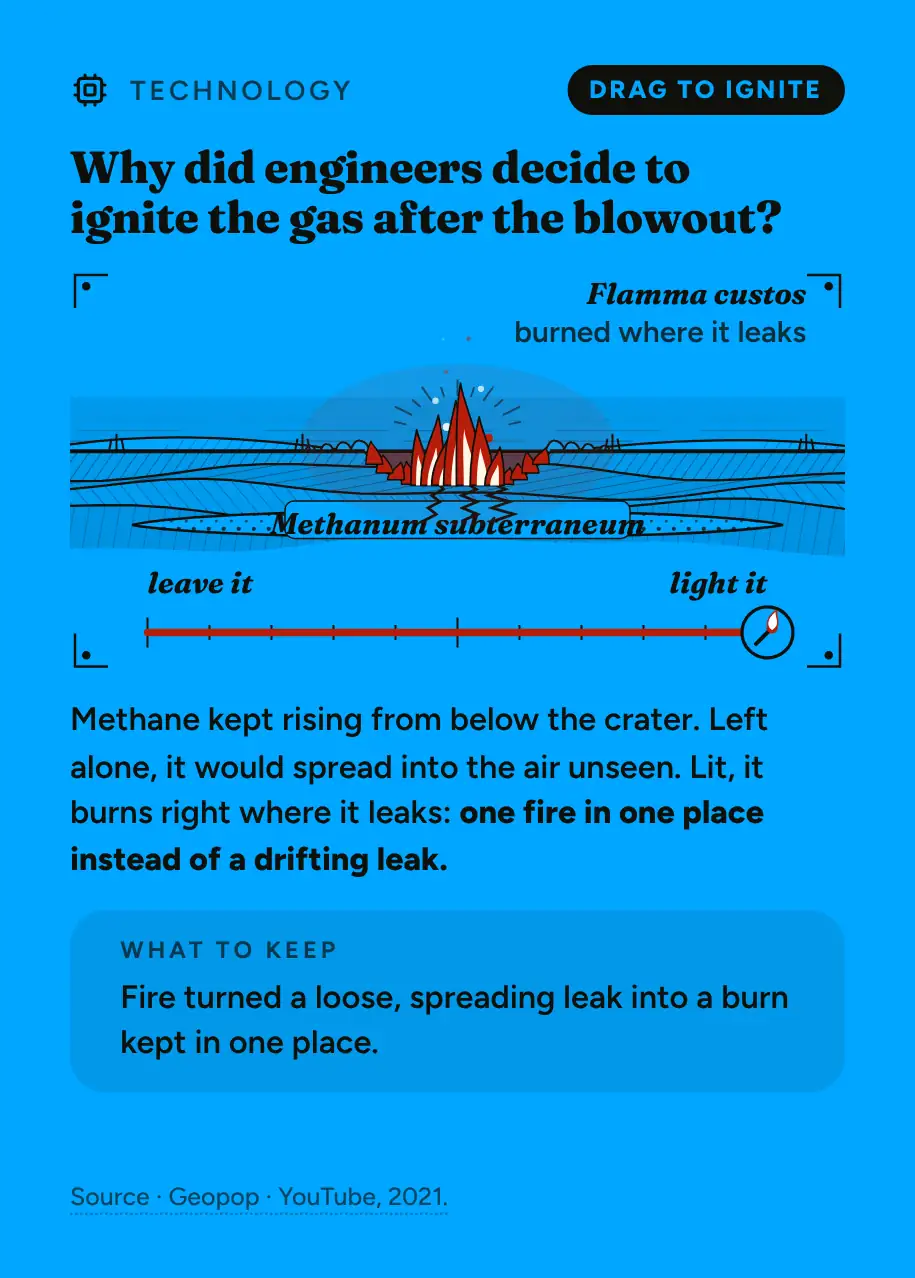 TECHNOLOGY
DRAG TO IGNITE
Why did engineers decide to
ignite the gas after the blowout?
Flamma custos
burned where it leaks
Methanum subterraneum
leave it
light it
Methane kept rising from below the crater. Left
alone, it would spread into the air unseen. Lit, it
burns right where it leaks: one fire in one place
instead of a drifting leak.
WHAT TO KEEP
Fire turned a loose, spreading leak into a burn
kept in one place.
Source · Geopop · YouTube, 2021.